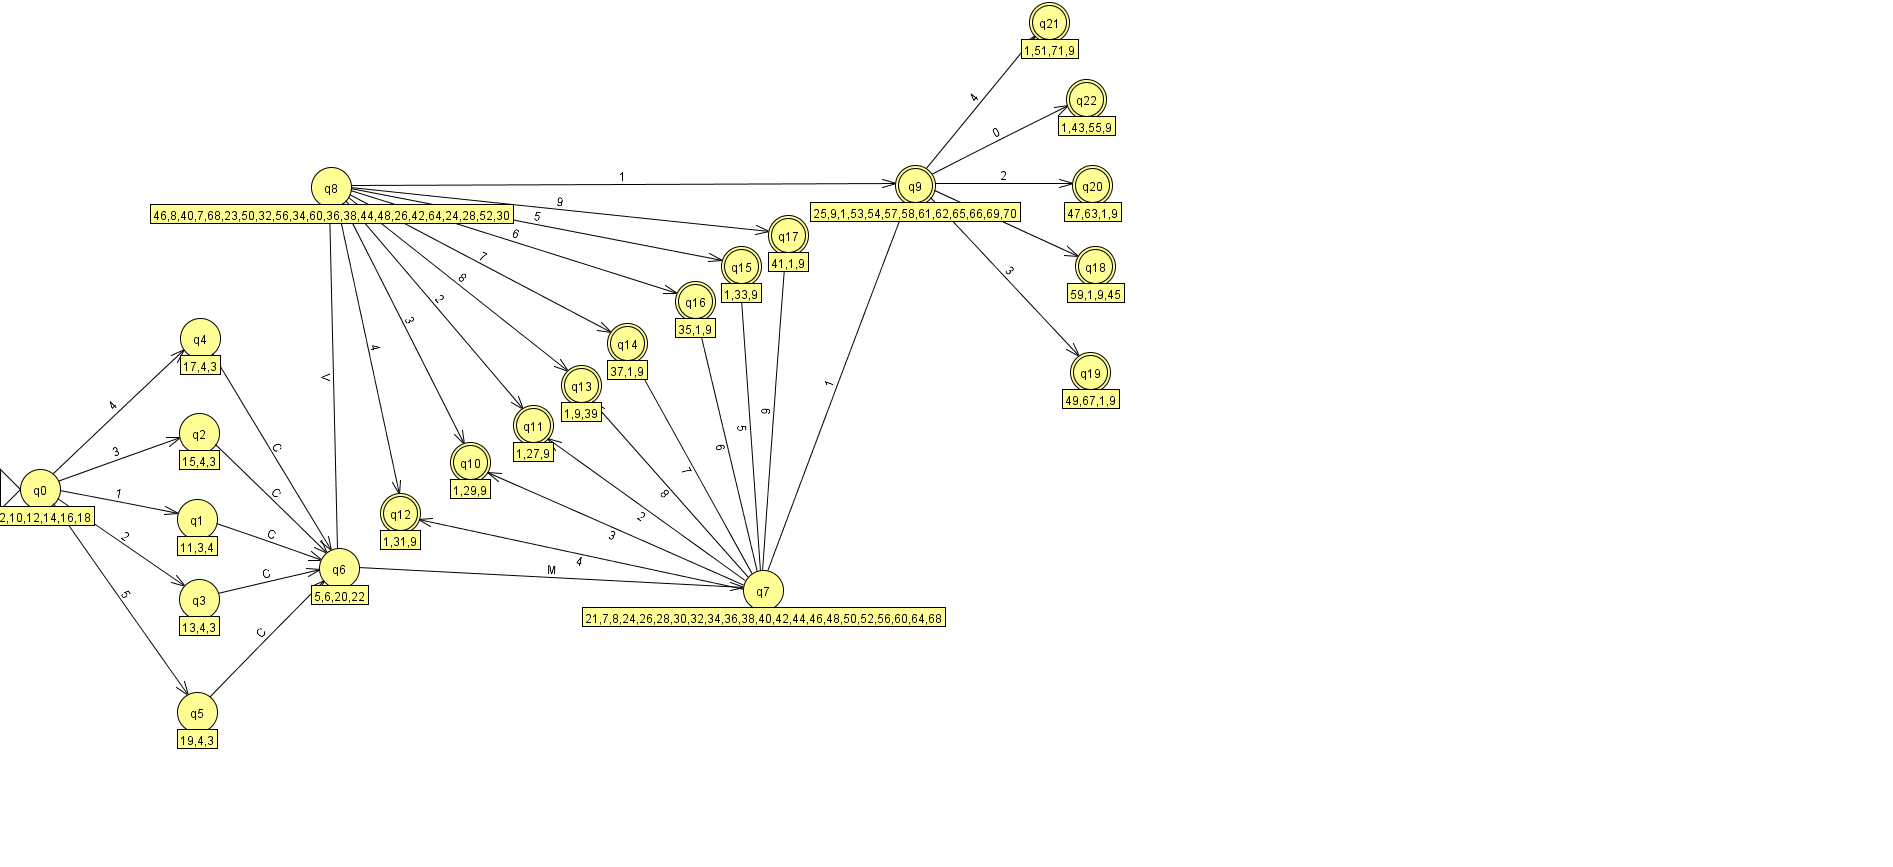 q21
1,51,71,9
4
q22
1,43,55,9
0
q8
1
q9
2
q20
46,8,40,7,68,23,50,32,56,34,60,36,38,44,48,26,42,64,24,28,52,30
9
25,9,1,53,54,57,58,61,62,65,66,69,70
47,63,1,9
5
6
q17
41,1,9
7
q15
1,33,9
q18
59,1,9,45
8
3
2
q16
35,1,9
q4
17,4,3
3
4
q14
37,1,9
V
q13
1,9,39
1
q19
49,67,1,9
4
q2
15,4,3
3
C
q11
1,27,9
9
5
6
q10
1,29,9
7
q0
2,10,12,14,16,18
1
C
8
q1
11,3,4
q12
1,31,9
2
2
C
3
q6
5,6,20,22
M
4
C
q7
21,7,8,24,26,28,30,32,34,36,38,40,42,44,46,48,50,52,56,60,64,68
5
q3
13,4,3
C
q5
19,4,3